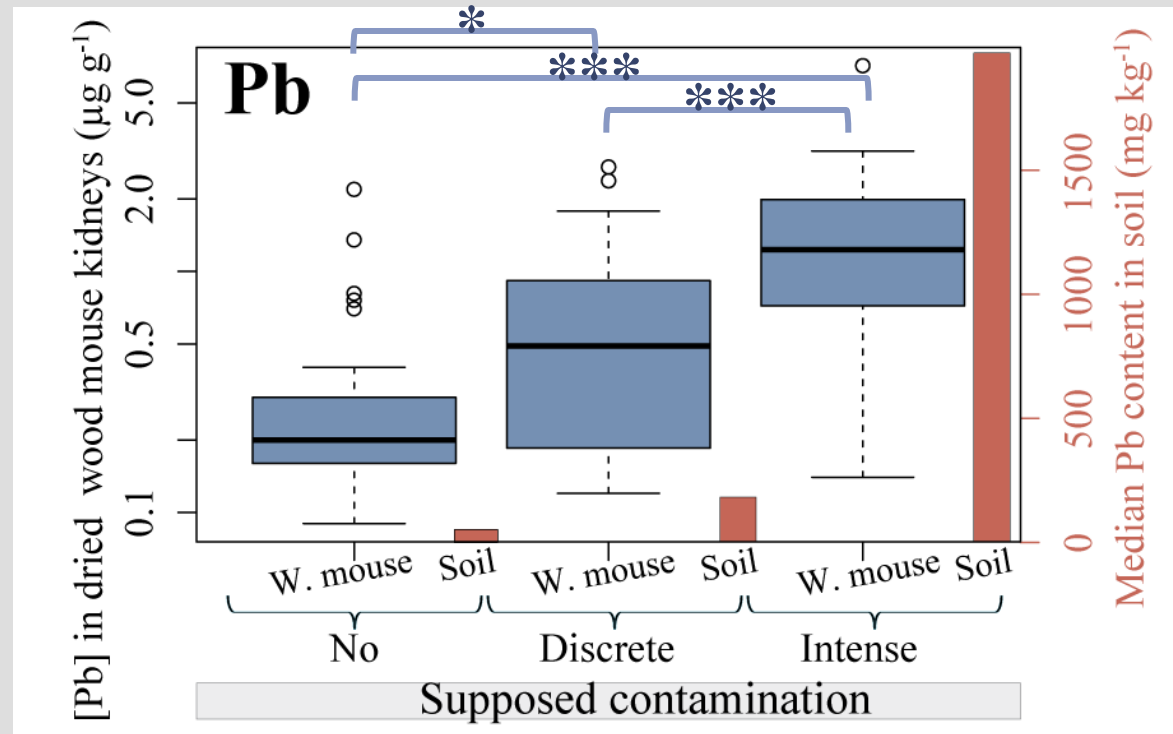 *
***
***
Pb
[Pb] in dried wood mouse kidneys (µg g⁻¹)
5.0
2.0
0.5
0.1
1500
1000
500
0
Median Pb content in soil (mg kg⁻¹)
W. mouse Soil W. mouse Soil W. mouse Soil
No Discrete Intense
Supposed contamination